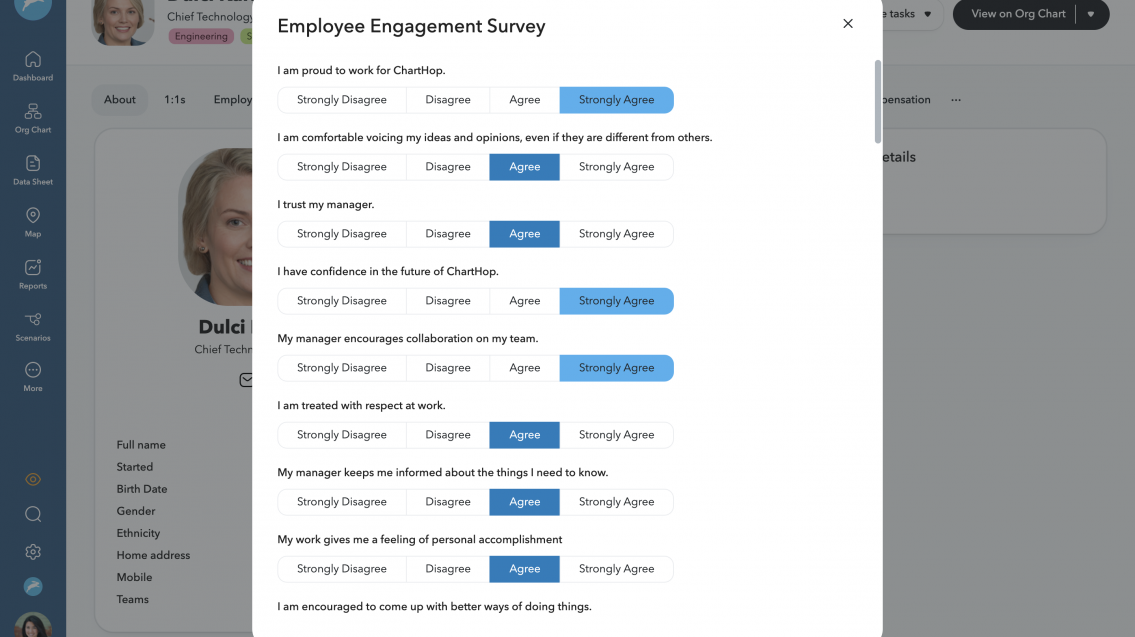 Chief Technology
Engineering
e tasks
View on Org Chart
Dashboard
Org Chart
Data Sheet
Map
Reports
Scenarios
More
About
1:1s
Employ
pensation
...
etails
Dulci
Chief Techn
Full name
Started
Birth Date
Gender
Ethnicity
Home address
Mobile
Teams
Employee Engagement Survey
I am proud to work for ChartHop.
Strongly Disagree Disagree Agree Strongly Agree
I am comfortable voicing my ideas and opinions, even if they are different from others.
Strongly Disagree Disagree Agree Strongly Agree
I trust my manager.
Strongly Disagree Disagree Agree Strongly Agree
I have confidence in the future of ChartHop.
Strongly Disagree Disagree Agree Strongly Agree
My manager encourages collaboration on my team.
Strongly Disagree Disagree Agree Strongly Agree
I am treated with respect at work.
Strongly Disagree Disagree Agree Strongly Agree
My manager keeps me informed about the things I need to know.
Strongly Disagree Disagree Agree Strongly Agree
My work gives me a feeling of personal accomplishment
Strongly Disagree Disagree Agree Strongly Agree
I am encouraged to come up with better ways of doing things.